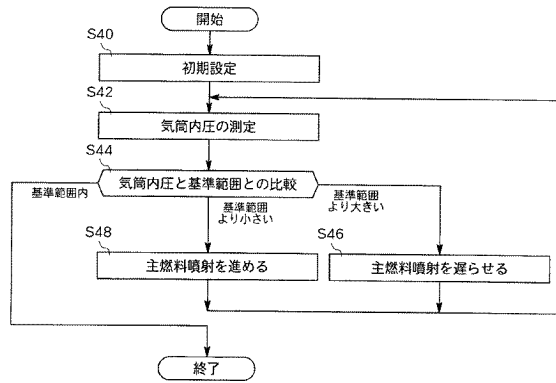 開始
S40
初期設定
S42
気筒内圧の測定
S44
気筒内圧と基準範囲との比較
基準範囲内
基準範囲
より小さい
基準範囲
より大きい
S48
主燃料噴射を進める
S46
主燃料噴射を遅らせる
終了